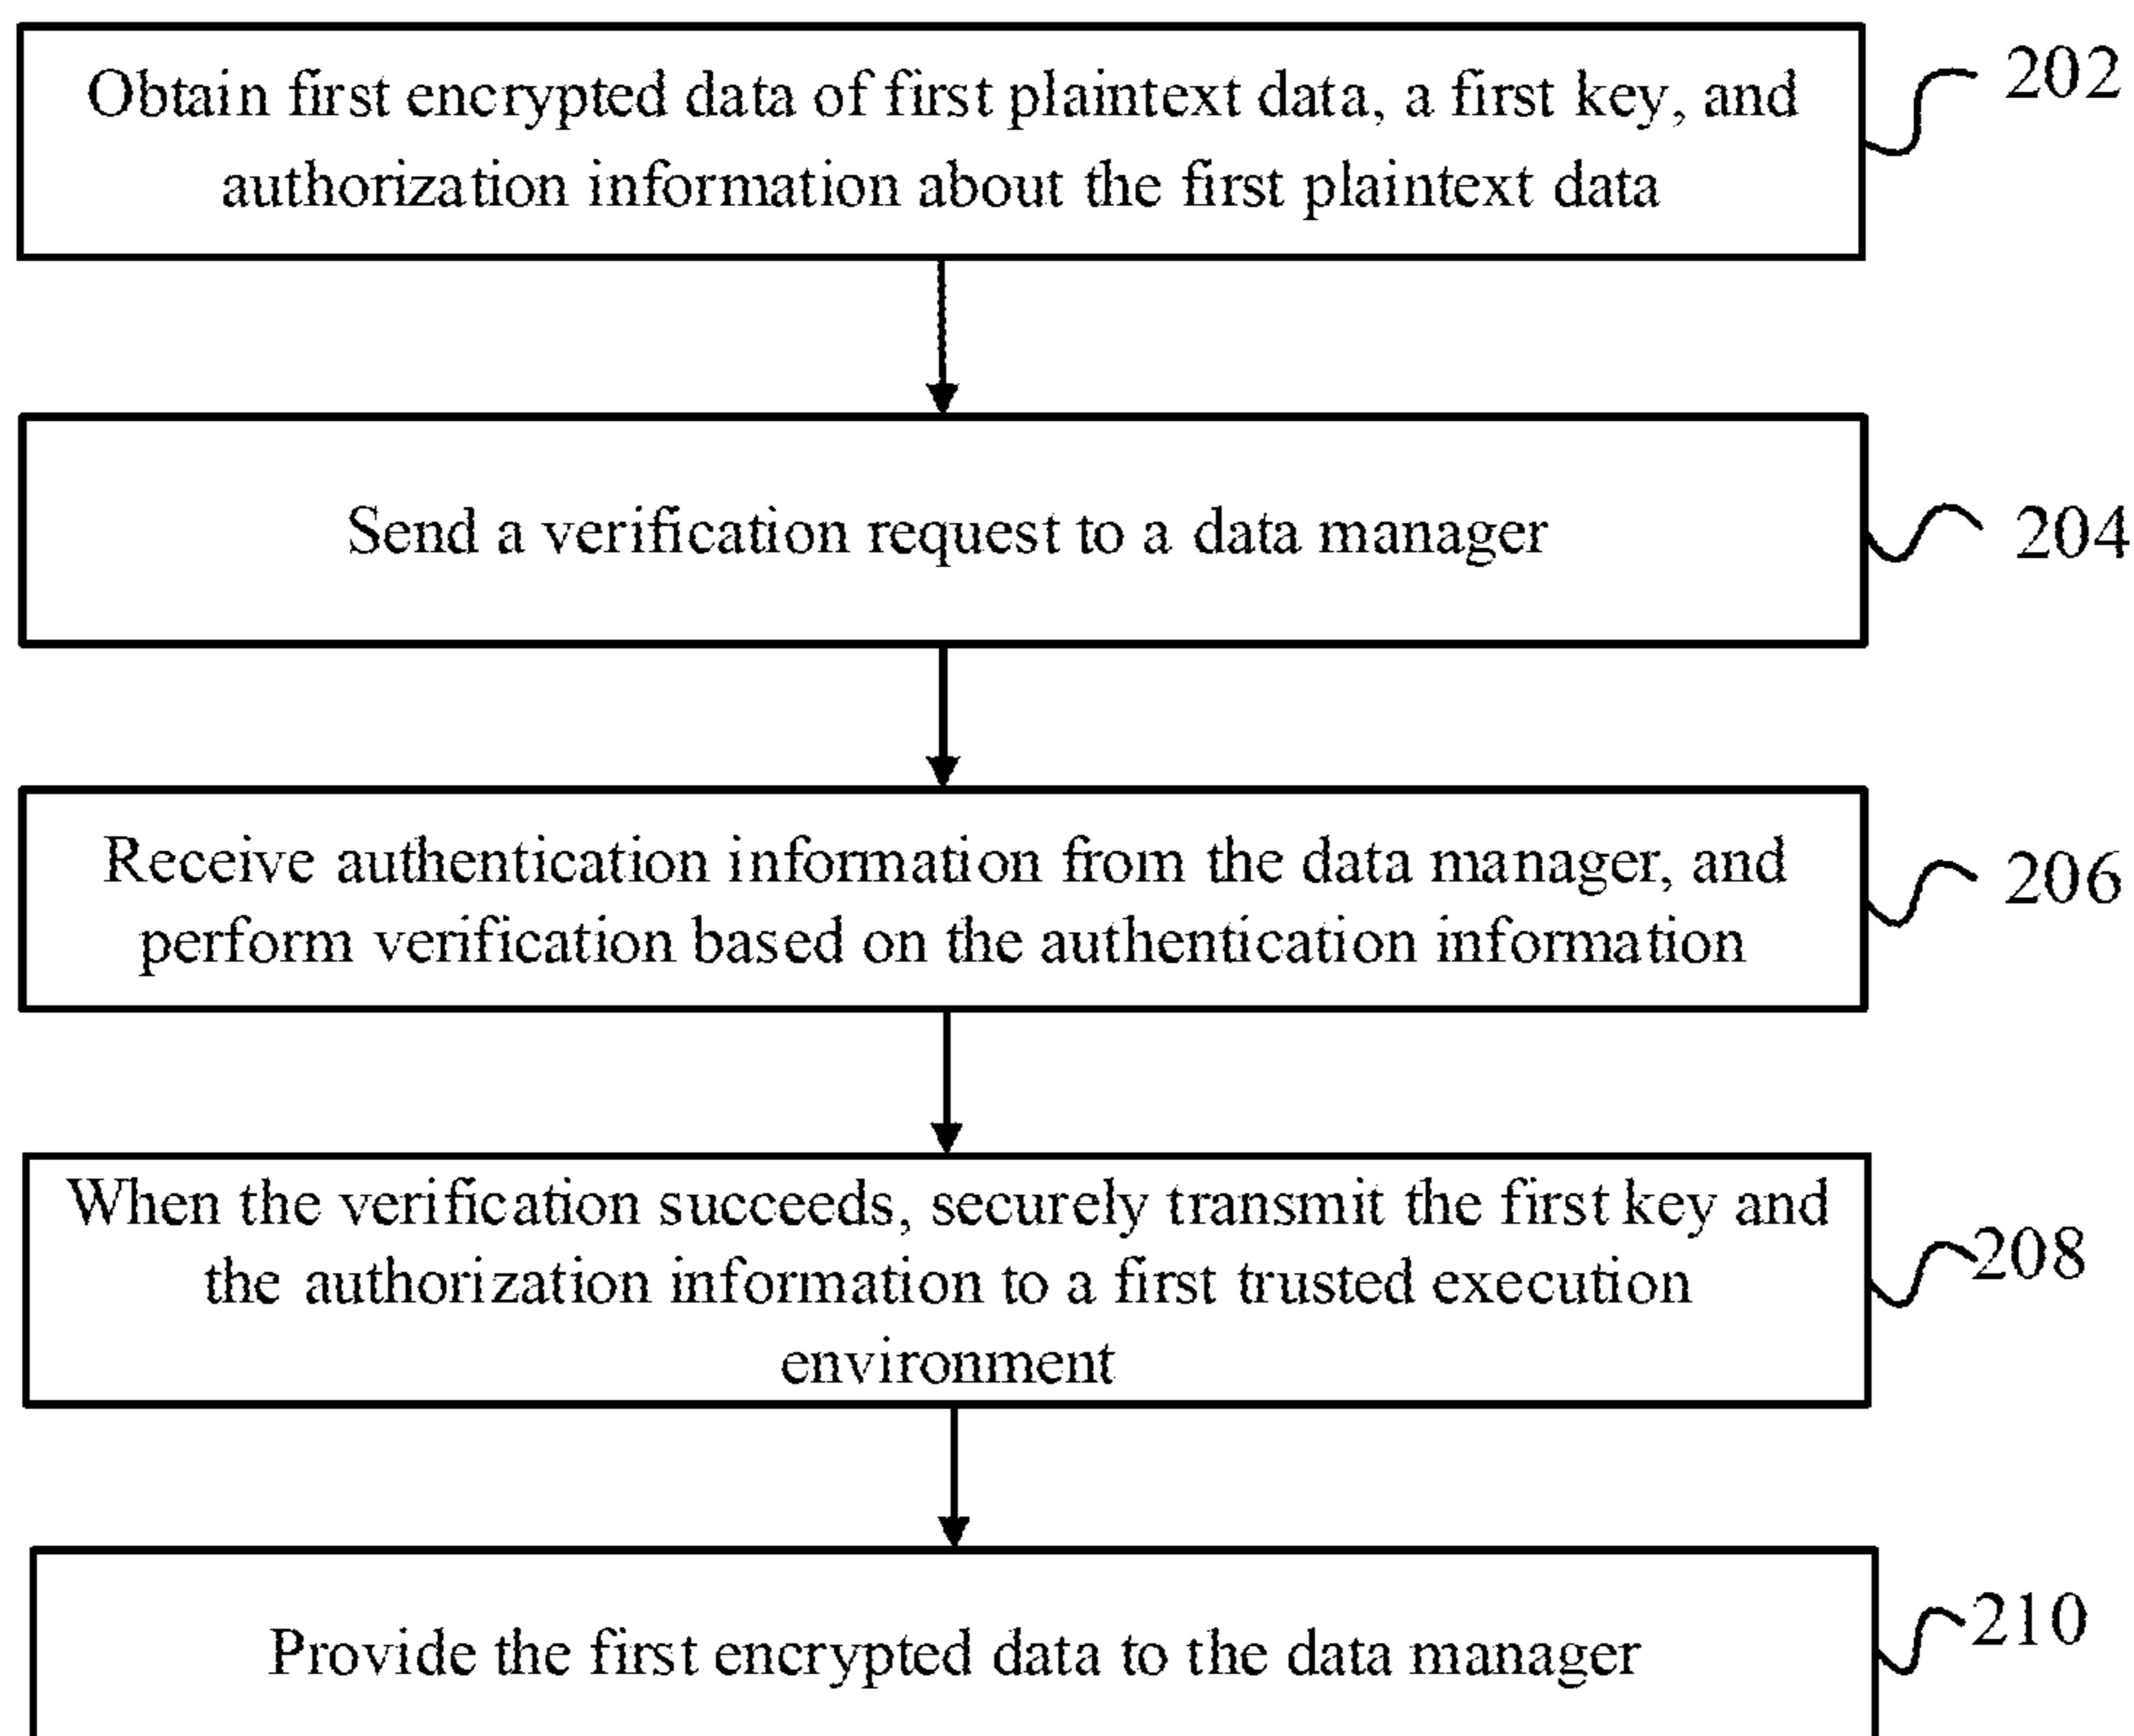 Obtain first encrypted data of first plaintext data, a first key, and
authorization information about the first plaintext data
202
Send a verification request to a data manager
204
Receive authentication information from the data manager, and
perform verification based on the authentication information
206
When the verification succeeds, securely transmit the first key and
the authorization information to a first trusted execution
environment
208
Provide the first encrypted data to the data manager
210